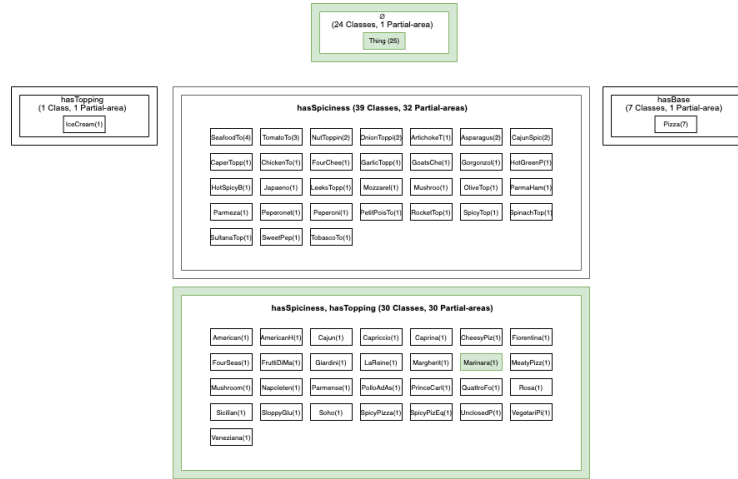 ∅
(24 Classes, 1 Partial-area)
Thing (25)
hasTopping
(1 Class, 1 Partial-area)
IceCream(1)
hasSpiciness (39 Classes, 32 Partial-areas)
SeafoodTo(4) TomatoTo(3) NutToppin(2) OnionToppi(2) ArtichokeT(1) Asparagus(2) CajunSpic(2)
CaperTopp(1) ChickenTo(1) FourChee(1) GarlicTopp(1) GoatsChe(1) Gorgonzol(1) HotGreenP(1)
HotSpicyB(1) Japaeno(1) LeeksTopp(1) Mozzarel(1) Mushroo(1) OliveTop(1) ParmaHam(1)
Parmeza(1) Peperonet(1) Peperoni(1) PetitPoisTo(1) RocketTop(1) SpicyTop(1) SpinachTop(1)
SultanaTop(1) SweetPep(1) TobascoTo(1)
hasBase
(7 Classes, 1 Partial-area)
Pizza(7)
hasSpiciness, hasTopping (30 Classes, 30 Partial-areas)
American(1) AmericanH(1) Cajun(1) Capriccio(1) Caprina(1) CheesyPiz(1) Fiorentina(1)
FourSeas(1) FruttiDiMa(1) Giardini(1) LaReine(1) Margherit(1) Marinara(1) MeatyPizz(1)
Mushroom(1) Napoleten(1) Parmense(1) PolloAdAs(1) PrinceCarl(1) QuattroFo(1) Rosa(1)
Sicilian(1) SloppyGiu(1) Soho(1) SpicyPizza(1) SpicyPizEq(1) UnclosedP(1) VegetariPi(1)
Veneziana(1)